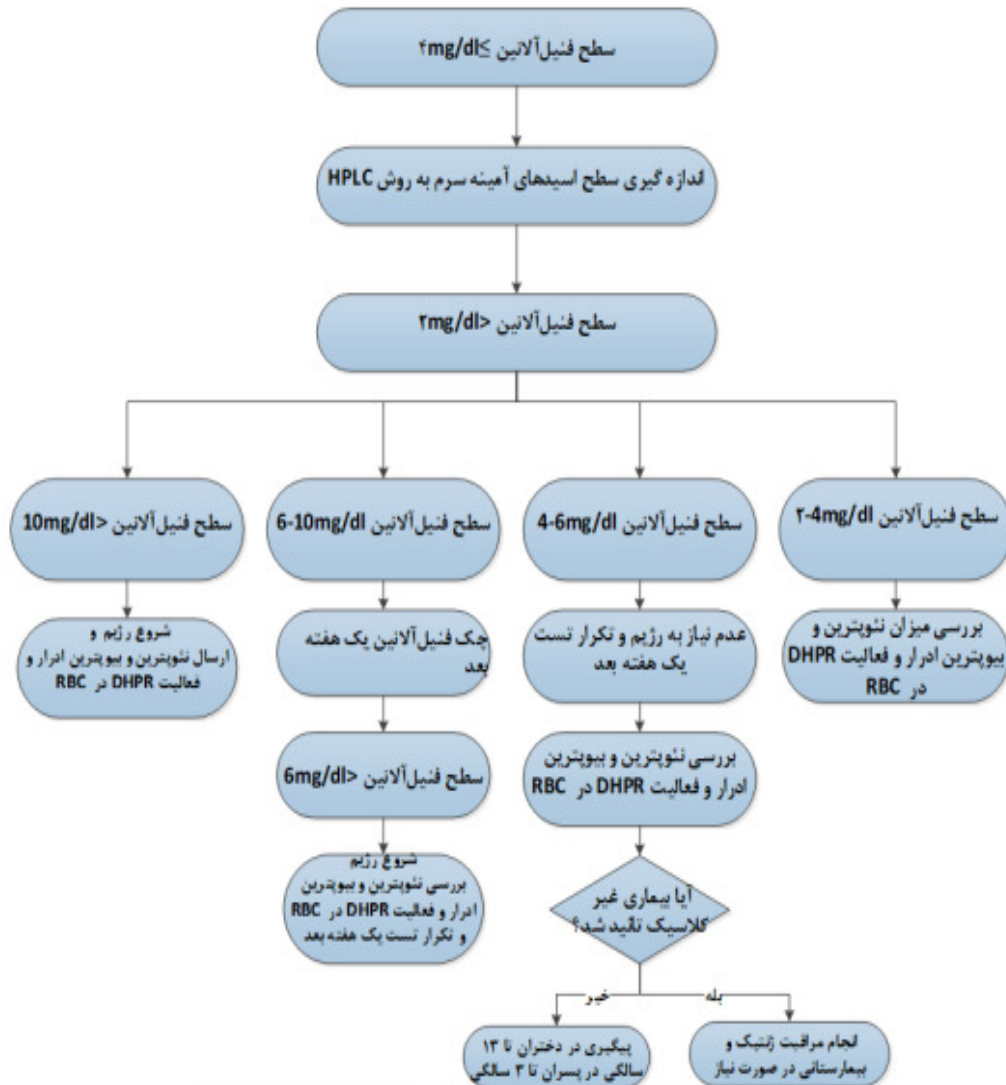 سطح فنیل‌آلانین ≥۴mg/dl
اندازه گیری سطح اسیدهای آمینه سرم به روش HPLC
سطح فنیل‌آلانین >۲mg/dl
سطح فنیل‌آلانین ۲-4mg/dl
سطح فنیل‌آلانین 4-6mg/dl
سطح فنیل‌آلانین 6-10mg/dl
سطح فنیل‌آلانین >10mg/dl
بررسی میزان نئوپترین و
بیوپترین ادرار و فعالیت DHPR
در RBC
عدم نیاز به رژیم و تکرار تست
یک هفته بعد
چک فنیل‌آلانین یک هفته
بعد
شروع رژیم و
ارسال نئوپترین و بیوپترین ادرار و
فعالیت DHPR در RBC
بررسی نئوپترین و بیوپترین
ادرار و فعالیت DHPR در RBC
سطح فنیل‌آلانین >6mg/dl
آیا بیماری غیر
کلاسیک تائید شد؟
شروع رژیم
بررسی نئوپترین و بیوپترین
ادرار و فعالیت DHPR در RBC
و تکرار تست یک هفته بعد
بله
خیر
انجام مراقبت ژنتیک و
بیمارستانی در صورت نیاز
پیگیری در دختران تا ۱۳
سالگی در پسران تا ۳ سالگی